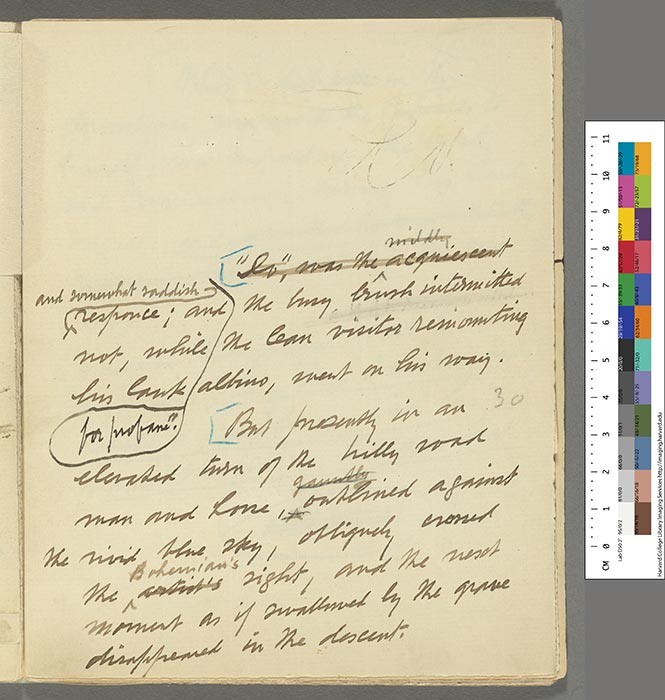 mildly
"So", was the acquiescent
and somewhat saddish
responce; and the busy brush intermitted
not, while the lean visitor remounting
his lank albino, went on his way.
for profane".
30
But presently in an
elevated turn of the hilly road
gauntly
man and horse, outlined against
the vivid blue sky, obliquely crossed
Bohemian's
the artist's sight, and the next
moment as if swallowed by the grave
disappeared in the descent.
CM 0 1 2 3 4 5 6 7 8 9 10 11
Harvard College Library Imaging Services http://imaging.harvard.edu